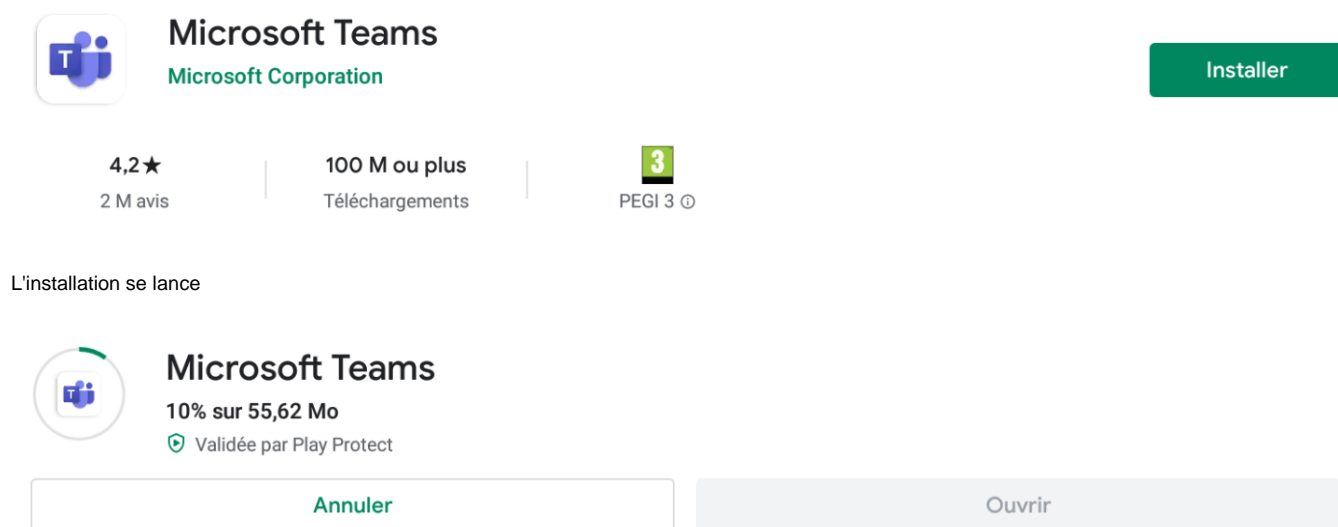 Microsoft Teams
Microsoft Corporation
Installer
T
4,2★
2 M avis
100 M ou plus
Téléchargements
3
PEGI 3
L'installation se lance
T
Microsoft Teams
10% sur 55,62 Mo
Validée par Play Protect
Annuler
Ouvrir